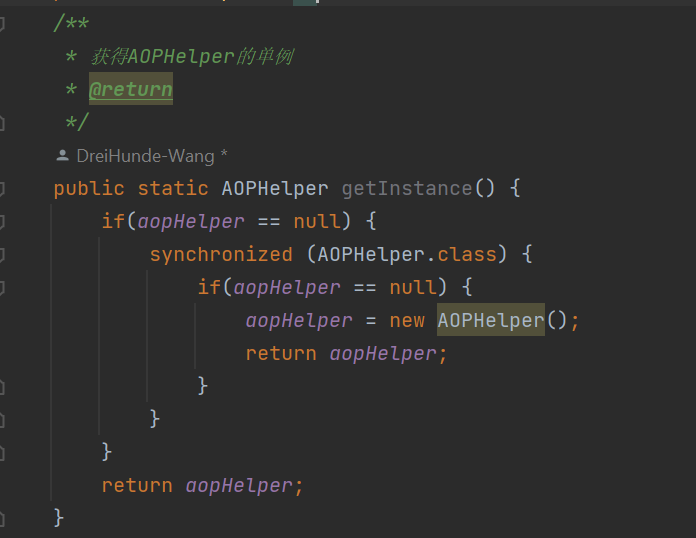 /**
 * 获得AOPHelper的单例
 * @return
 */
DreiHunde-Wang *
public static AOPHelper getInstance() {
    if(aopHelper == null) {
        synchronized (AOPHelper.class) {
            if(aopHelper == null) {
                aopHelper = new AOPHelper();
                return aopHelper;
            }
        }
    }
    return aopHelper;
}